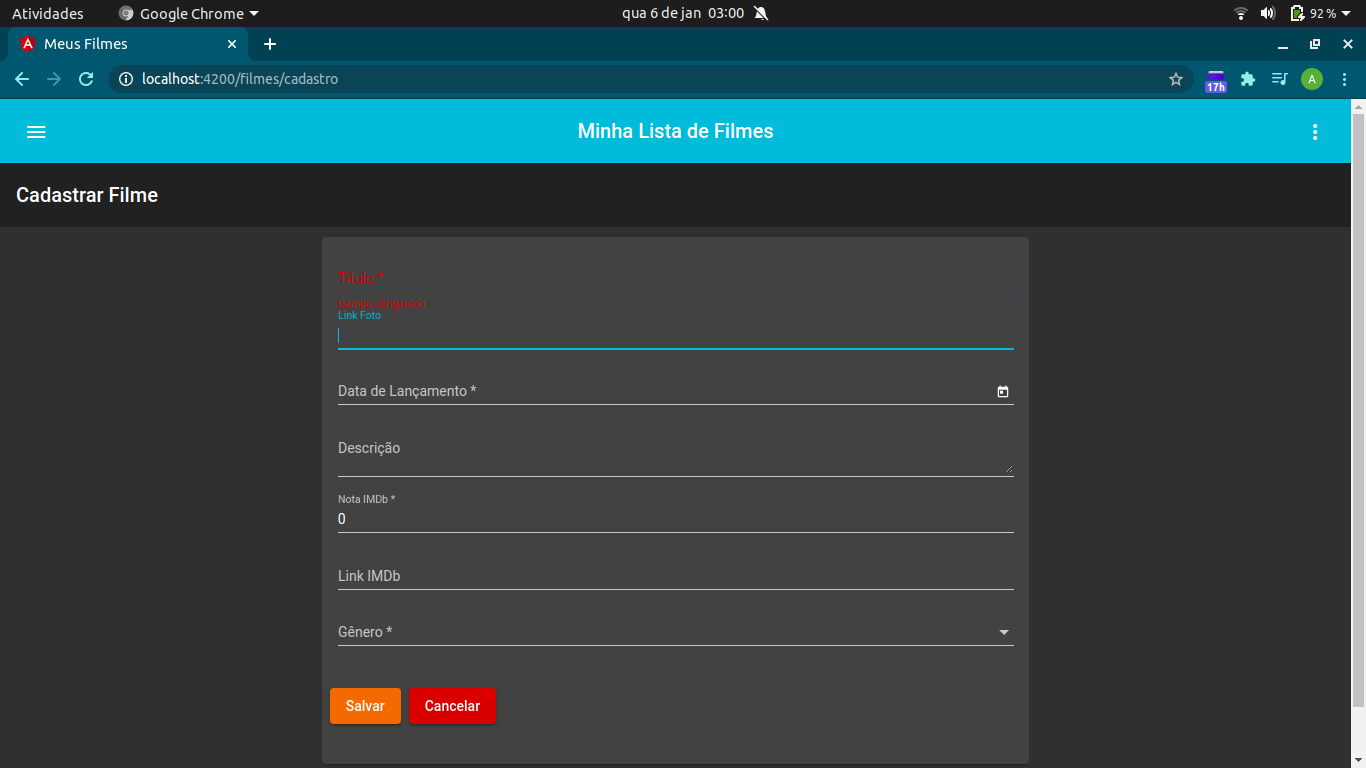 Atividades Google Chrome qua 6 de jan 03:00 92 %
Meus Filmes
localhost:4200/filmes/cadastro
17h
A
Minha Lista de Filmes
Cadastrar Filme
Título *
Campo obrigatório
Link Foto
Data de Lançamento *
Descrição
Nota IMDb *
0
Link IMDb
Gênero *
Salvar Cancelar